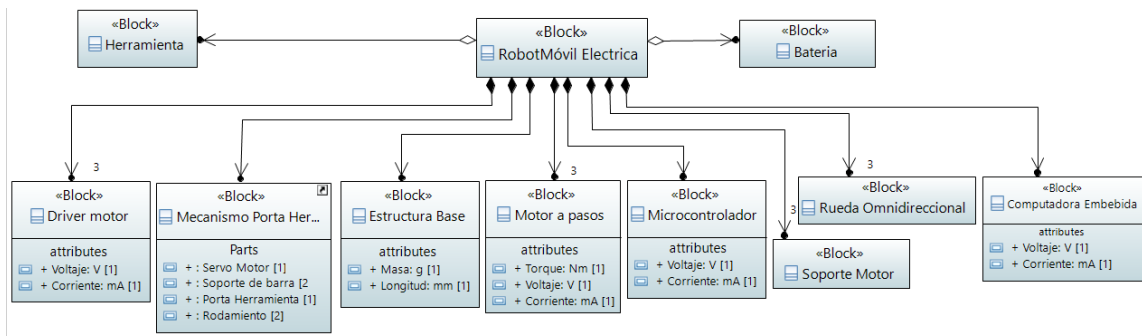 «Block»
Herramienta
«Block»
RobotMóvil Electrica
«Block»
Bateria
3
«Block»
Driver motor
attributes
+ Voltaje: V [1]
+ Corriente: mA [1]
«Block»
Mecanismo Porta Her...
Parts
+ : Servo Motor [1]
+ : Soporte de barra [2
+ : Porta Herramienta [1]
+ : Rodamiento [2]
«Block»
Estructura Base
attributes
+ Masa: g [1]
+ Longitud: mm [1]
3
«Block»
Motor a pasos
attributes
+ Torque: Nm [1]
+ Voltaje: V [1]
+ Corriente: mA [1]
«Block»
Microcontrolador
attributes
+ Voltaje: V [1]
+ Corriente: mA [1]
3
«Block»
Soporte Motor
3
«Block»
Rueda Omnidireccional
«Block»
Computadora Embebida
attributes
+ Voltaje: V [1]
+ Corriente: mA [1]